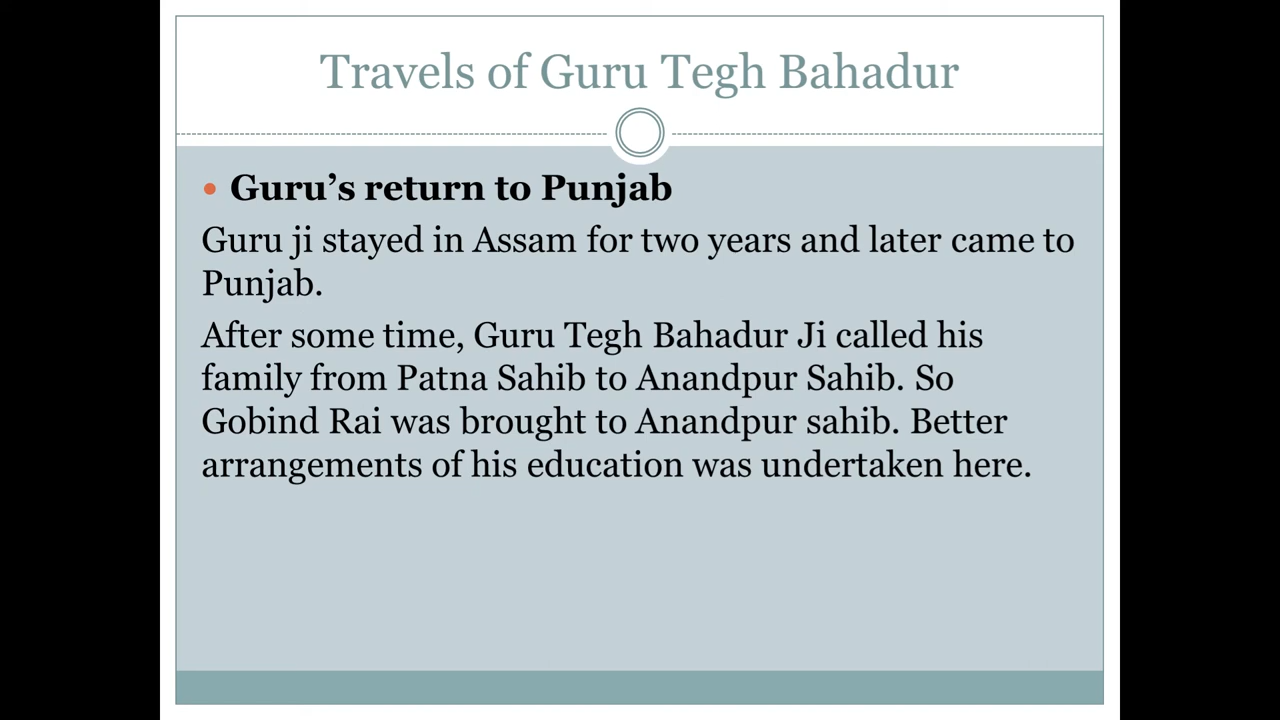 Travels of Guru Tegh Bahadur
• Guru’s return to Punjab
Guru ji stayed in Assam for two years and later came to
Punjab.
After some time, Guru Tegh Bahadur Ji called his
family from Patna Sahib to Anandpur Sahib. So
Gobind Rai was brought to Anandpur sahib. Better
arrangements of his education was undertaken here.